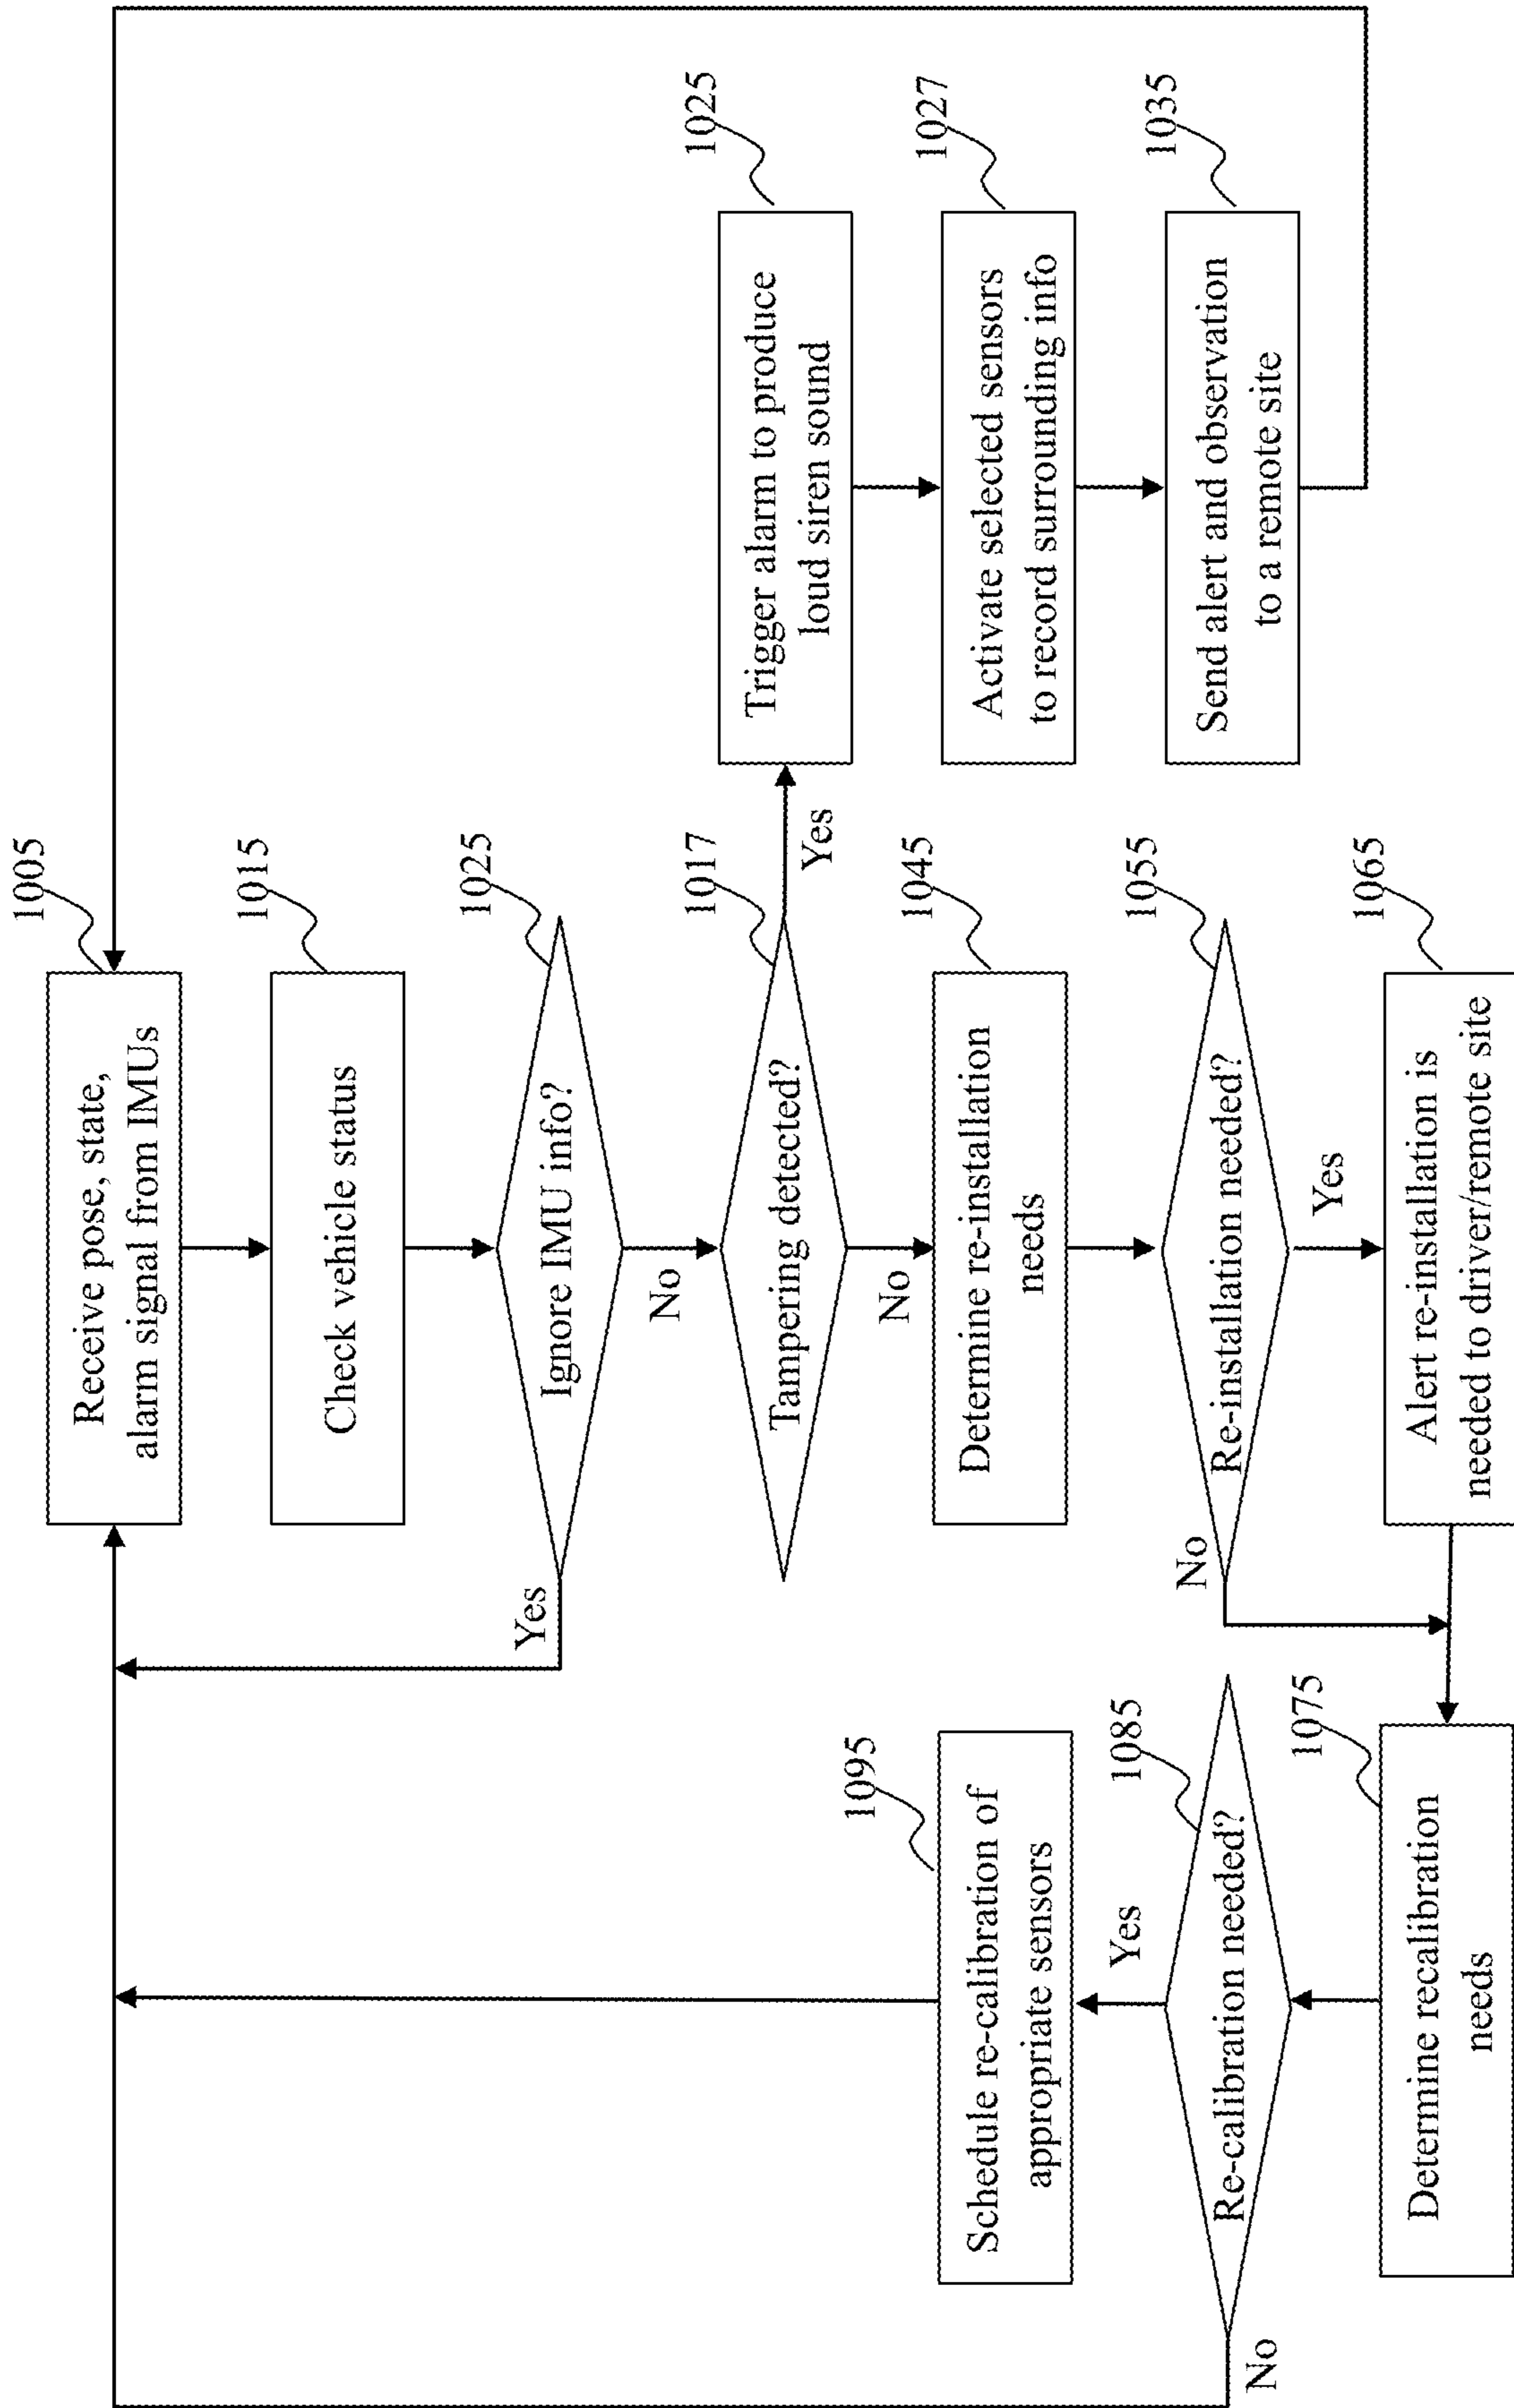 1005
Receive pose, state,
alarm signal from IMUs
1015
Check vehicle status
1025
Ignore IMU info?
Yes
No
1017
Tampering detected?
Yes
No
1025
Trigger alarm to produce
loud siren sound
1027
Activate selected sensors
to record surrounding info
1035
Send alert and observation
to a remote site
1045
Determine re-installation
needs
1055
Re-installation needed?
No
Yes
1065
Alert re-installation is
needed to driver/remote site
1075
Determine recalibration
needs
1085
Re-calibration needed?
Yes
No
1095
Schedule re-calibration of
appropriate sensors